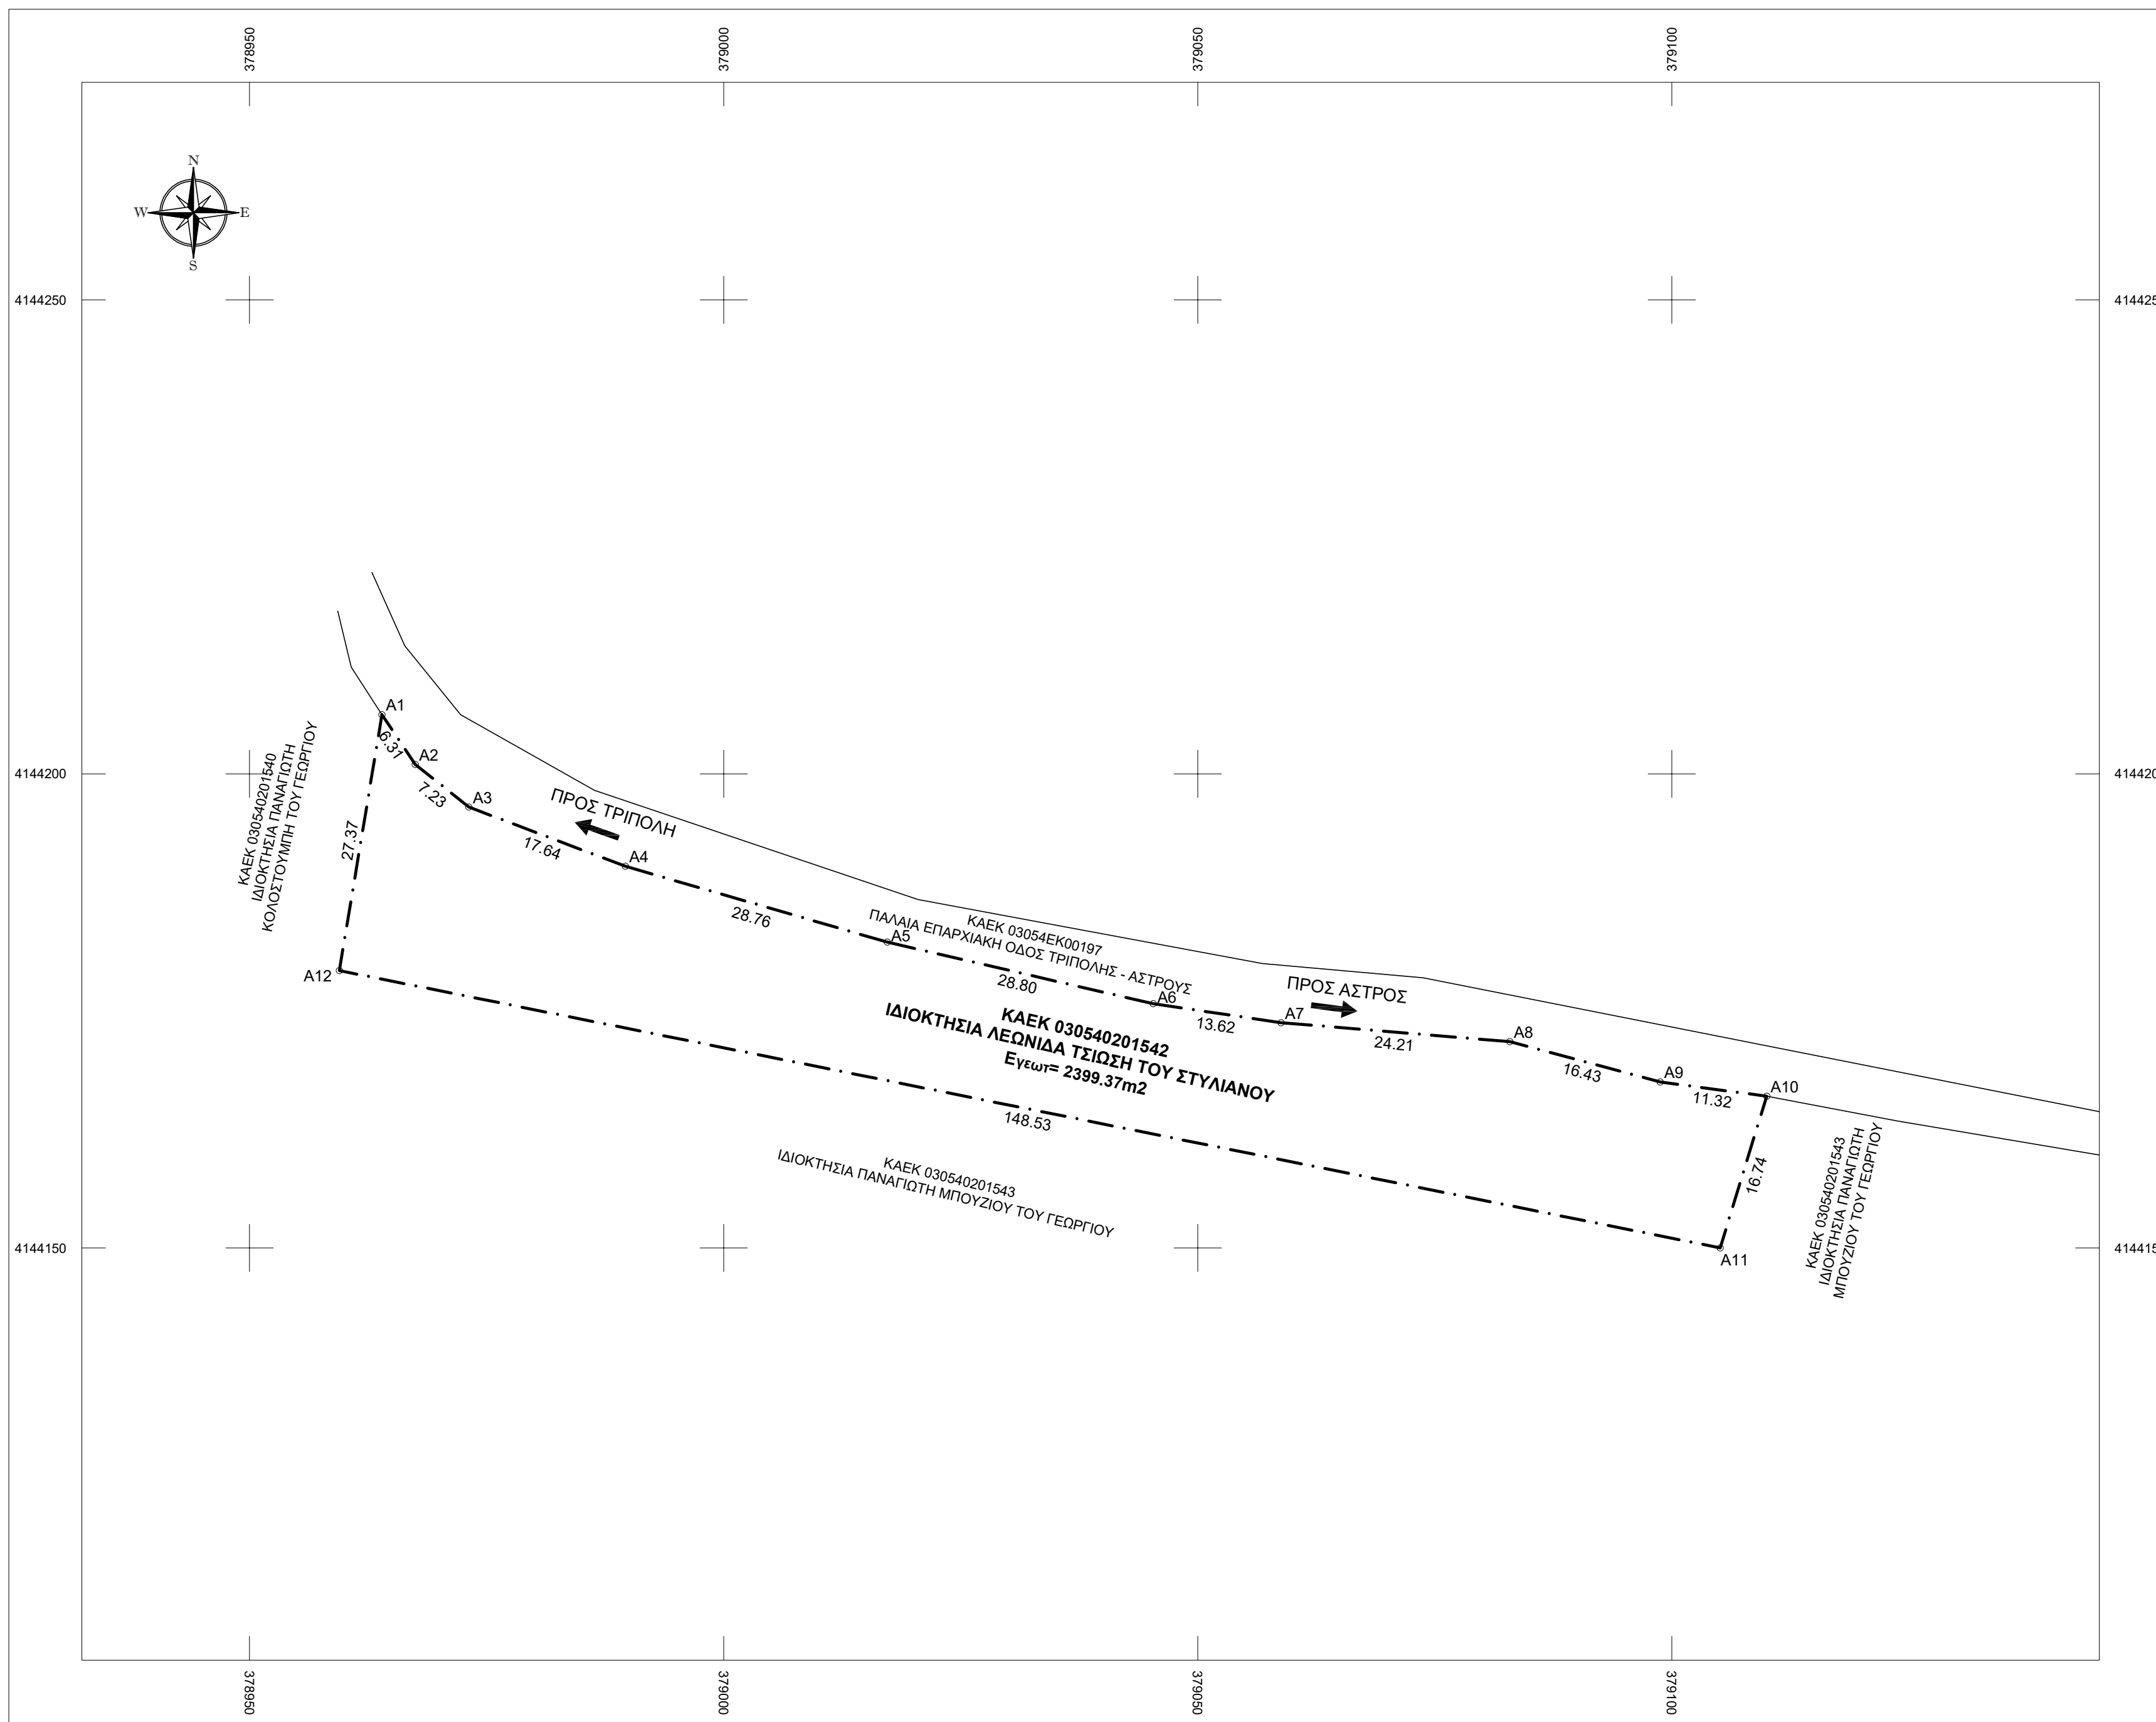 378950
379000
379050
379100
N
W
E
S
4144250
414425
A1
6.31
A2
7.23
A3
4144200
414420
ΚΑΕΚ 030540201540
ΙΔΙΟΚΤΗΣΙΑ ΠΑΝΑΓΙΩΤΗ
ΚΟΛΟΣΤΟΥΜΠΗ ΤΟΥ ΓΕΩΡΓΙΟΥ
27.37
17.64
ΠΡΟΣ ΤΡΙΠΟΛΗ
A4
28.76
A5
ΚΑΕΚ 03054ΕΚ00197
ΠΑΛΑΙΑ ΕΠΑΡΧΙΑΚΗ ΟΔΟΣ ΤΡΙΠΟΛΗΣ - ΑΣΤΡΟΥΣ
28.80
A6
13.62
ΠΡΟΣ ΑΣΤΡΟΣ
A7
24.21
A8
16.43
A9
11.32
A10
A12
ΚΑΕΚ 030540201542
ΙΔΙΟΚΤΗΣΙΑ ΛΕΩΝΙΔΑ ΤΣΙΩΣΗ ΤΟΥ ΣΤΥΛΙΑΝΟΥ
Εγεωτ= 2399.37m2
148.53
16.74
ΚΑΕΚ 030540201543
ΙΔΙΟΚΤΗΣΙΑ ΠΑΝΑΓΙΩΤΗ
ΜΠΟΥΖΙΟΥ ΤΟΥ ΓΕΩΡΓΙΟΥ
ΚΑΕΚ 030540201543
ΙΔΙΟΚΤΗΣΙΑ ΠΑΝΑΓΙΩΤΗ ΜΠΟΥΖΙΟΥ ΤΟΥ ΓΕΩΡΓΙΟΥ
4144150
414415
A11
378950
379000
379050
379100